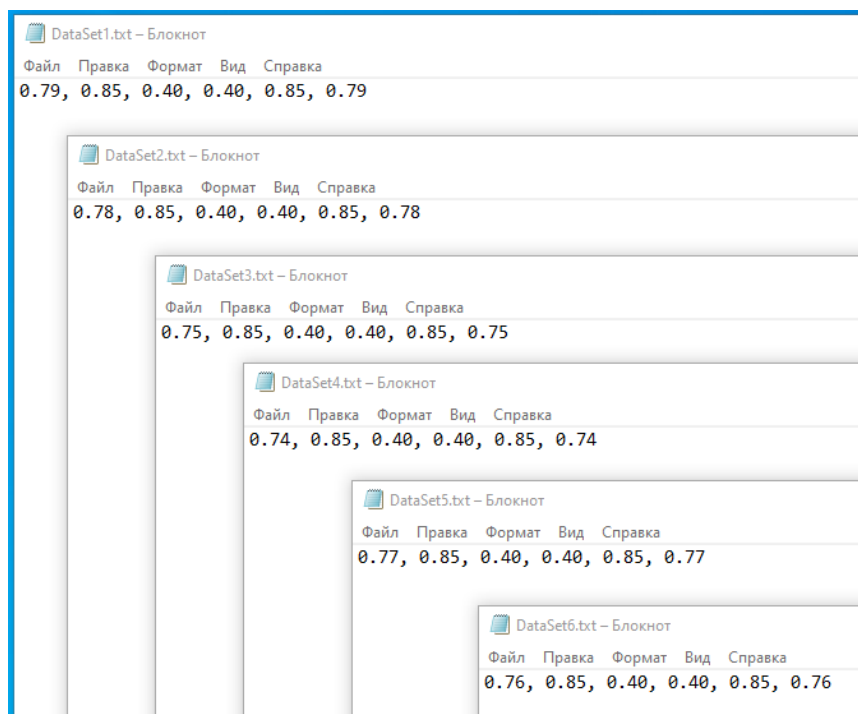 DataSet1.txt – Блокнот
Файл Правка Формат Вид Справка
0.79, 0.85, 0.40, 0.40, 0.85, 0.79
DataSet2.txt – Блокнот
Файл Правка Формат Вид Справка
0.78, 0.85, 0.40, 0.40, 0.85, 0.78
DataSet3.txt – Блокнот
Файл Правка Формат Вид Справка
0.75, 0.85, 0.40, 0.40, 0.85, 0.75
DataSet4.txt – Блокнот
Файл Правка Формат Вид Справка
0.74, 0.85, 0.40, 0.40, 0.85, 0.74
DataSet5.txt – Блокнот
Файл Правка Формат Вид Справка
0.77, 0.85, 0.40, 0.40, 0.85, 0.77
DataSet6.txt – Блокнот
Файл Правка Формат Вид Справка
0.76, 0.85, 0.40, 0.40, 0.85, 0.76